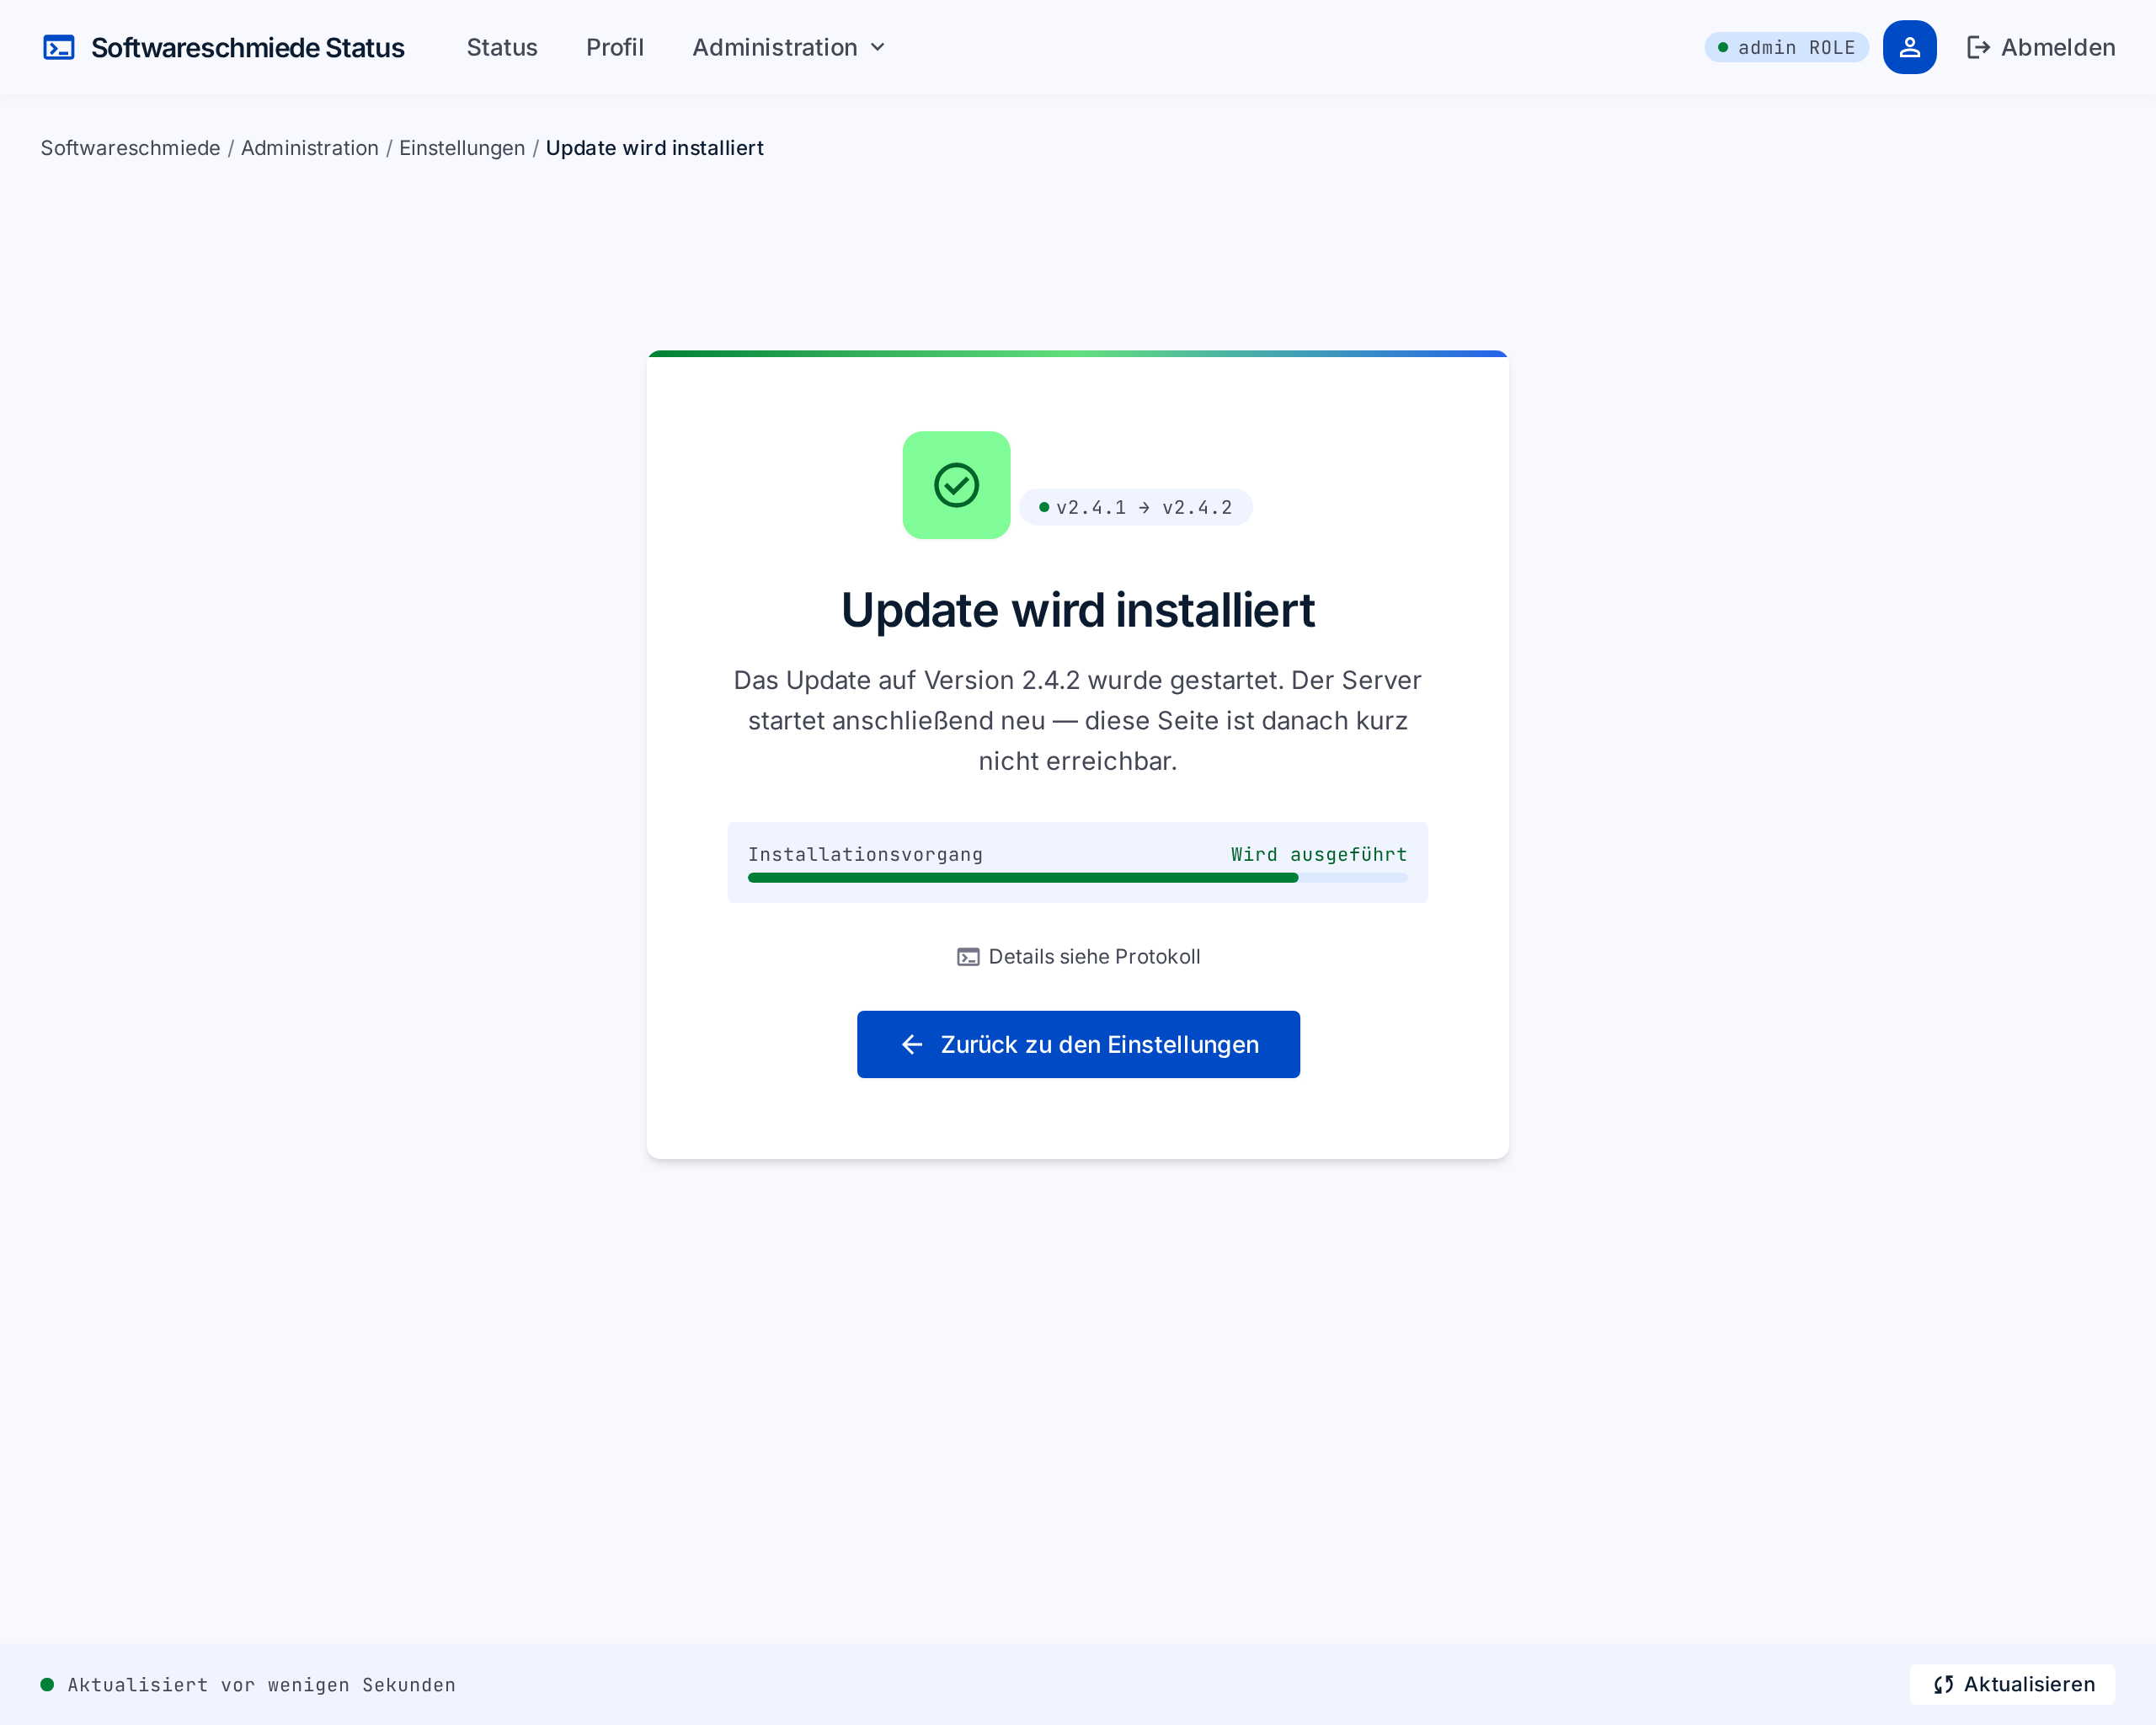 Softwareschmiede Status
Status
Profil
Administration
admin ROLE
Abmelden
Softwareschmiede / Administration / Einstellungen / Update wird installiert
v2.4.1 → v2.4.2
Update wird installiert
Das Update auf Version 2.4.2 wurde gestartet. Der Server
startet anschließend neu — diese Seite ist danach kurz
nicht erreichbar.
Installationsvorgang
Wird ausgeführt
Details siehe Protokoll
Zurück zu den Einstellungen
Aktualisiert vor wenigen Sekunden
Aktualisieren